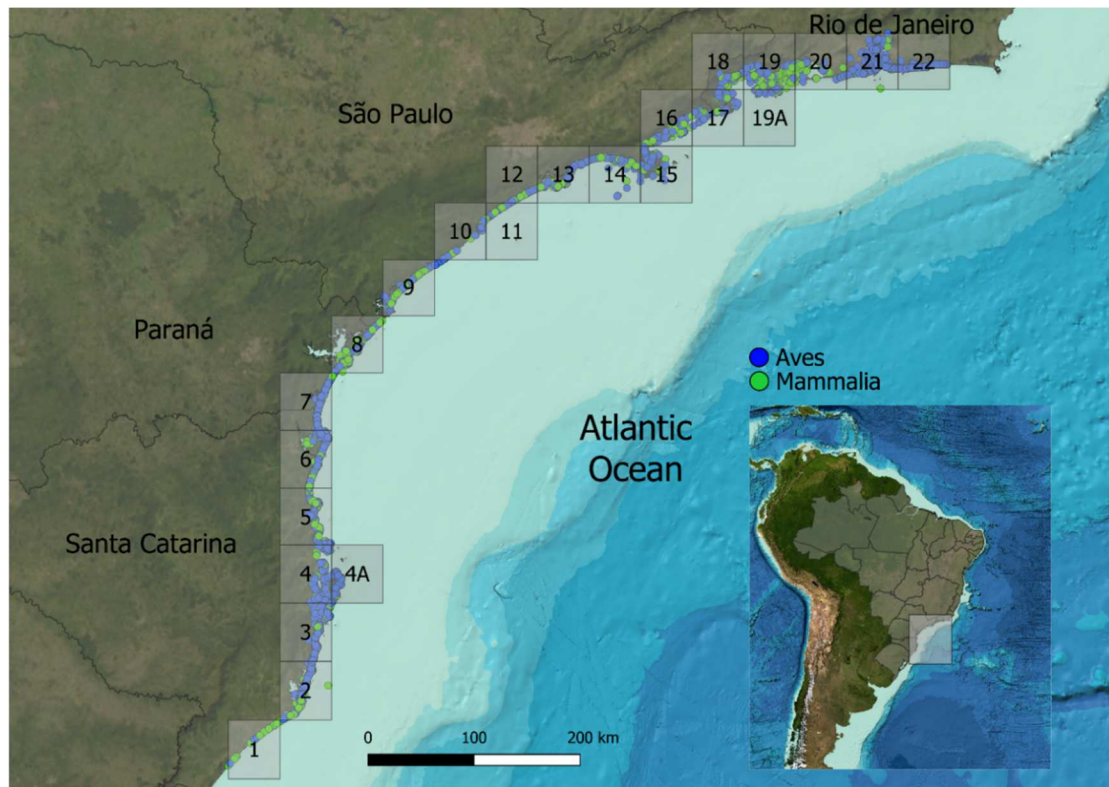 Rio de Janeiro
18 19 20 21 22
São Paulo
16 17 19A
12 13 14 15
10 11
9
Paraná
8
Aves
Mammalia
7
Atlantic
Ocean
6
5
Santa Catarina
4 4A
3
2
0 100 200 km
1